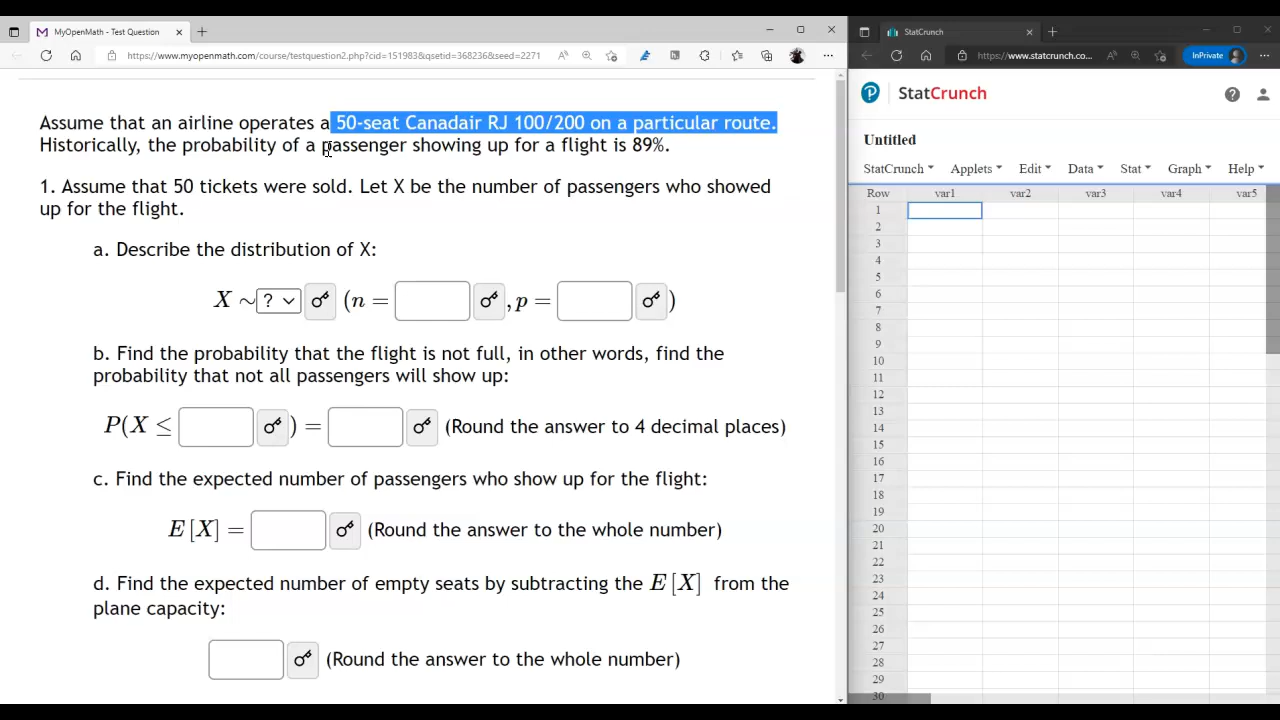 MyOpenMath - Test Question
https://www.myopenmath.com/course/testquestion2.php?cid=151983&qsetid=368236&seed=2271
StatCrunch
https://www.statcrunch.co...
InPrivate
Assume that an airline operates a 50-seat Canadair RJ 100/200 on a particular route.
Historically, the probability of a passenger showing up for a flight is 89%.
1. Assume that 50 tickets were sold. Let X be the number of passengers who showed
up for the flight.
a. Describe the distribution of X:
X ~ ? (n = , p = )
b. Find the probability that the flight is not full, in other words, find the
probability that not all passengers will show up:
P(X ≤ ) = (Round the answer to 4 decimal places)
c. Find the expected number of passengers who show up for the flight:
E [X] = (Round the answer to the whole number)
d. Find the expected number of empty seats by subtracting the E [X] from the
plane capacity:
(Round the answer to the whole number)
StatCrunch
Untitled
StatCrunch Applets Edit Data Stat Graph Help
Row var1 var2 var3 var4 var5
1
2
3
4
5
6
7
8
9
10
11
12
13
14
15
16
17
18
19
20
21
22
23
24
25
26
27
28
29
30